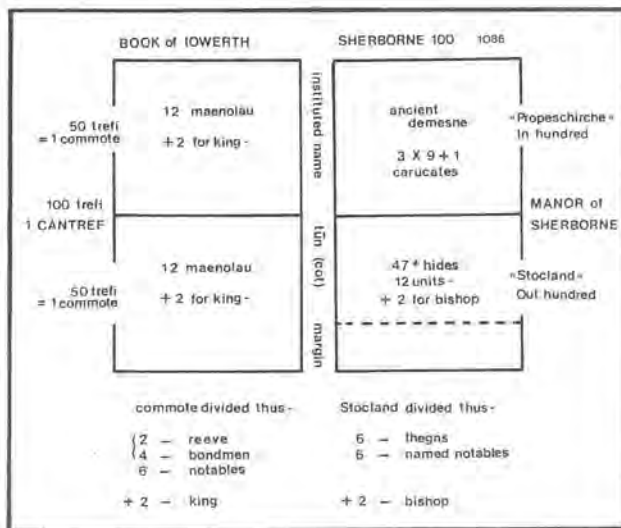 BOOK of IOWERTH
SHERBORNE 100 1086
50 trefi
= 1 commote
12 maenolau
+ 2 for king -
instituted name
ancient
demesne
3 X 9 + 1
carucates
«Propeschirche»
In hundred
100 trefi
1 CANTREF
MANOR of
SHERBORNE
50 trefi
= 1 commote
12 maenolau
+ 2 for king -
tūn (cot)
margin
47 * hides
12 units -
+ 2 for bishop
«Stocland»
Out hundred
commote divided thus -
{2 – reeve
{4 – bondmen
6 – notables
+ 2 – king
Stocland divided thus -
6 – thegns
6 – named notables
+ 2 – bishop